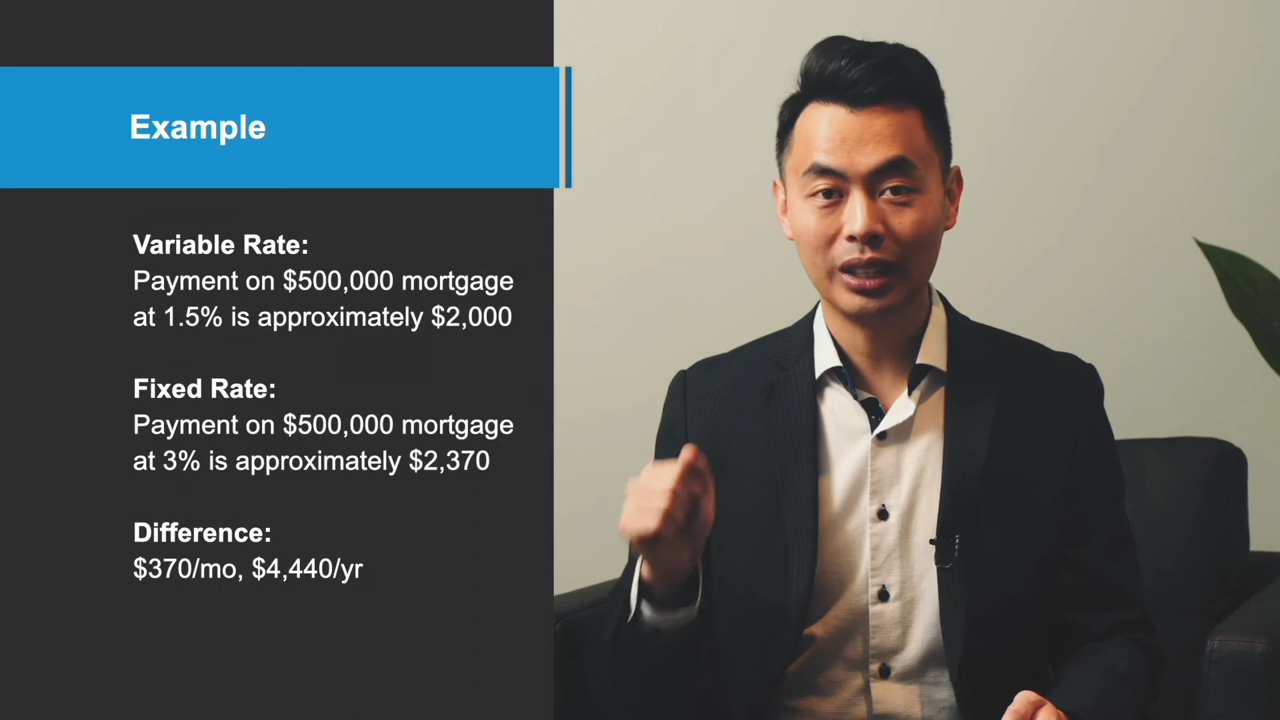 Example
Variable Rate:
Payment on $500,000 mortgage
at 1.5% is approximately $2,000
Fixed Rate:
Payment on $500,000 mortgage
at 3% is approximately $2,370
Difference:
$370/mo, $4,440/yr